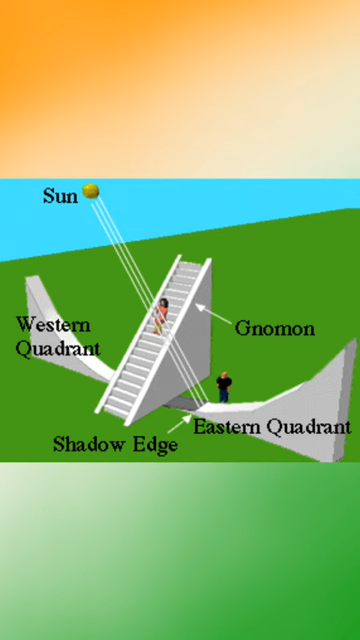 Sun
Western
Quadrant
Gnomon
Eastern Quadrant
Shadow Edge